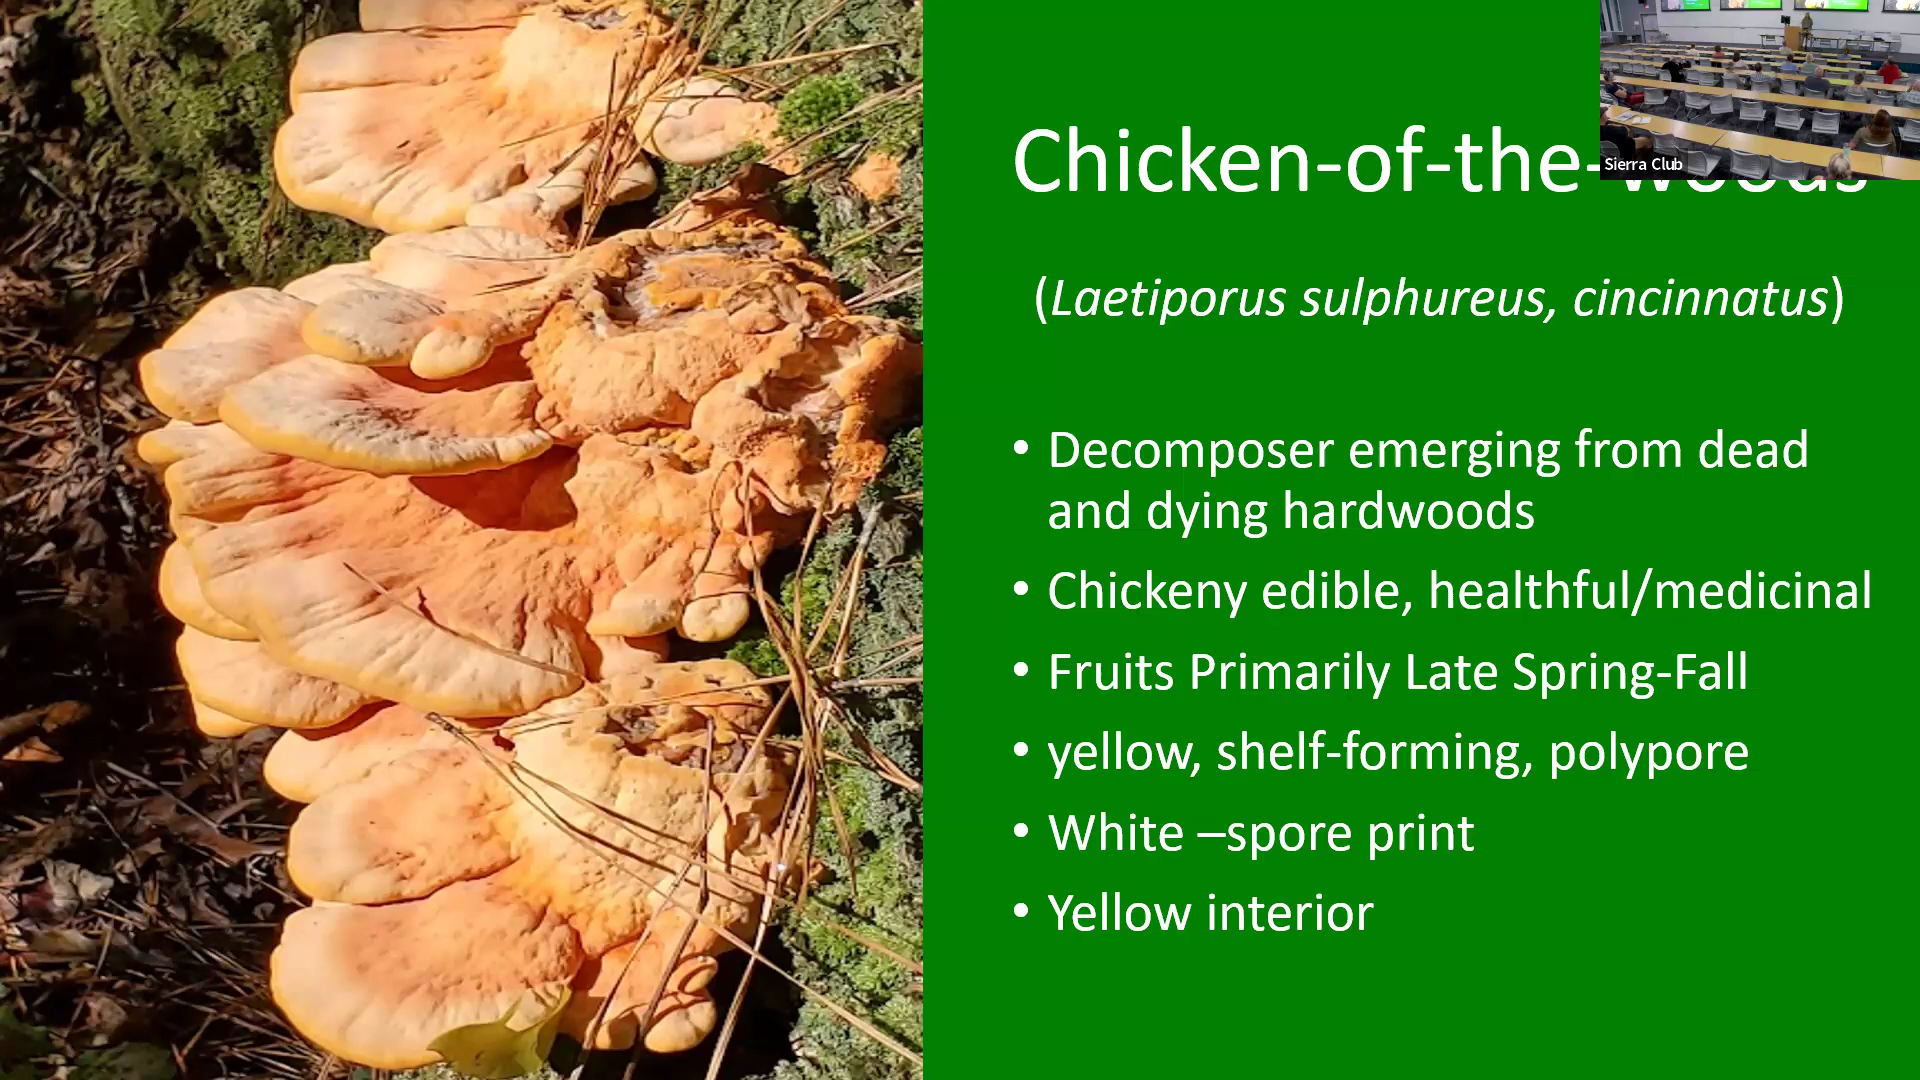 Chicken-of-the-woods
Sierra Club
(Laetiporus sulphureus, cincinnatus)
• Decomposer emerging from dead
and dying hardwoods
• Chickeny edible, healthful/medicinal
• Fruits Primarily Late Spring-Fall
• yellow, shelf-forming, polypore
• White –spore print
• Yellow interior